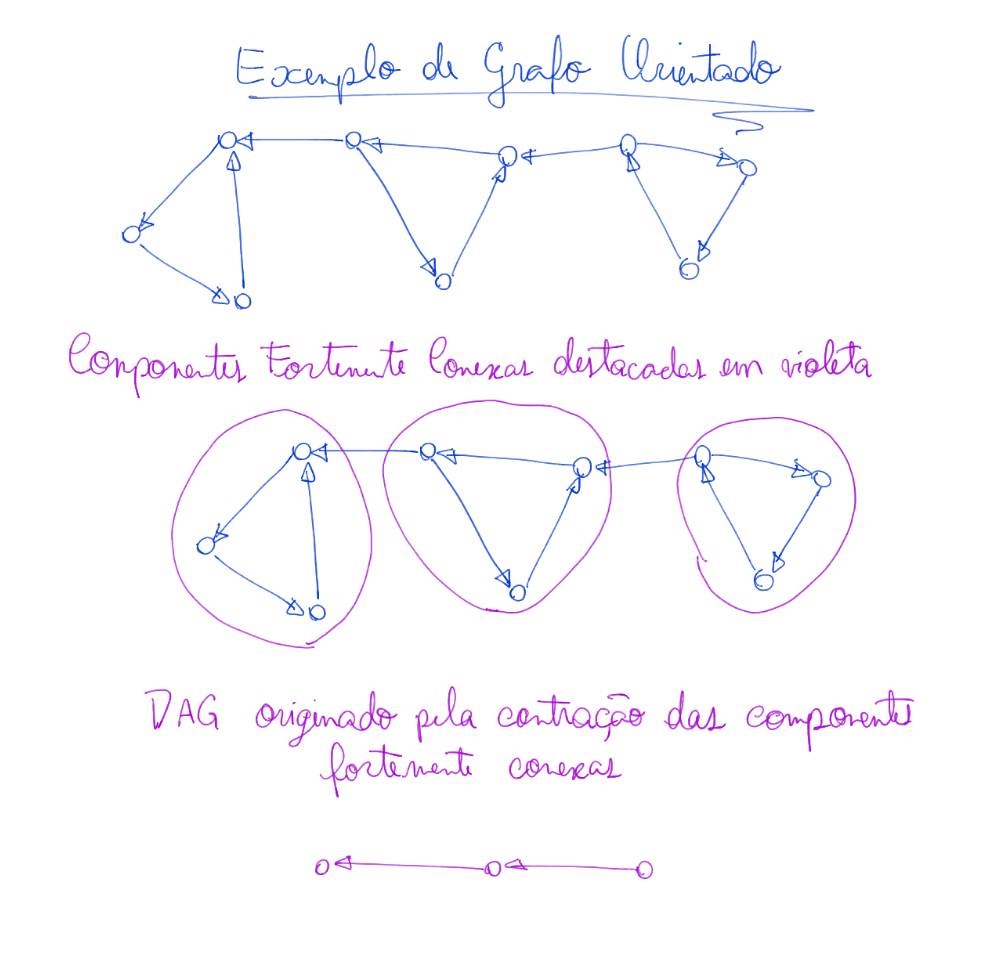 Exemplo de Grafo Orientado
Componentes Fortemente Conexas destacadas em violeta
DAG originado pela contração das componentes
fortemente conexas